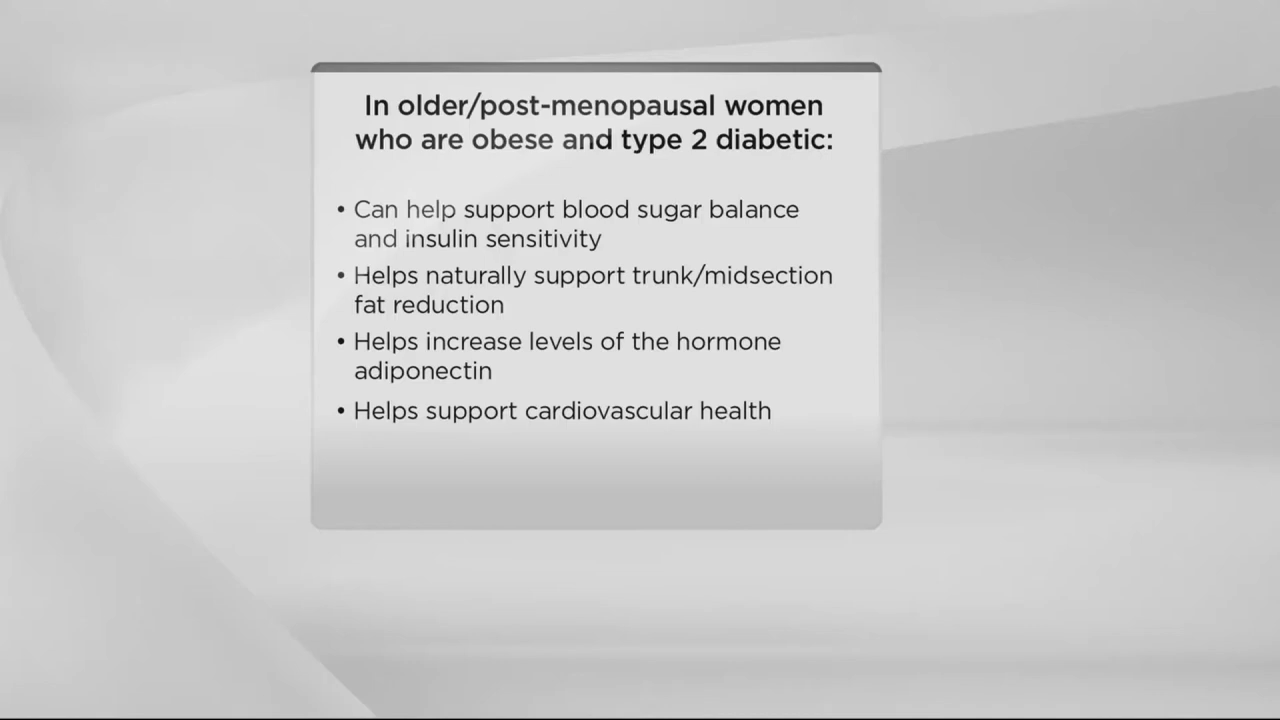 In older/post-menopausal women
who are obese and type 2 diabetic:
• Can help support blood sugar balance
and insulin sensitivity
• Helps naturally support trunk/midsection
fat reduction
• Helps increase levels of the hormone
adiponectin
• Helps support cardiovascular health